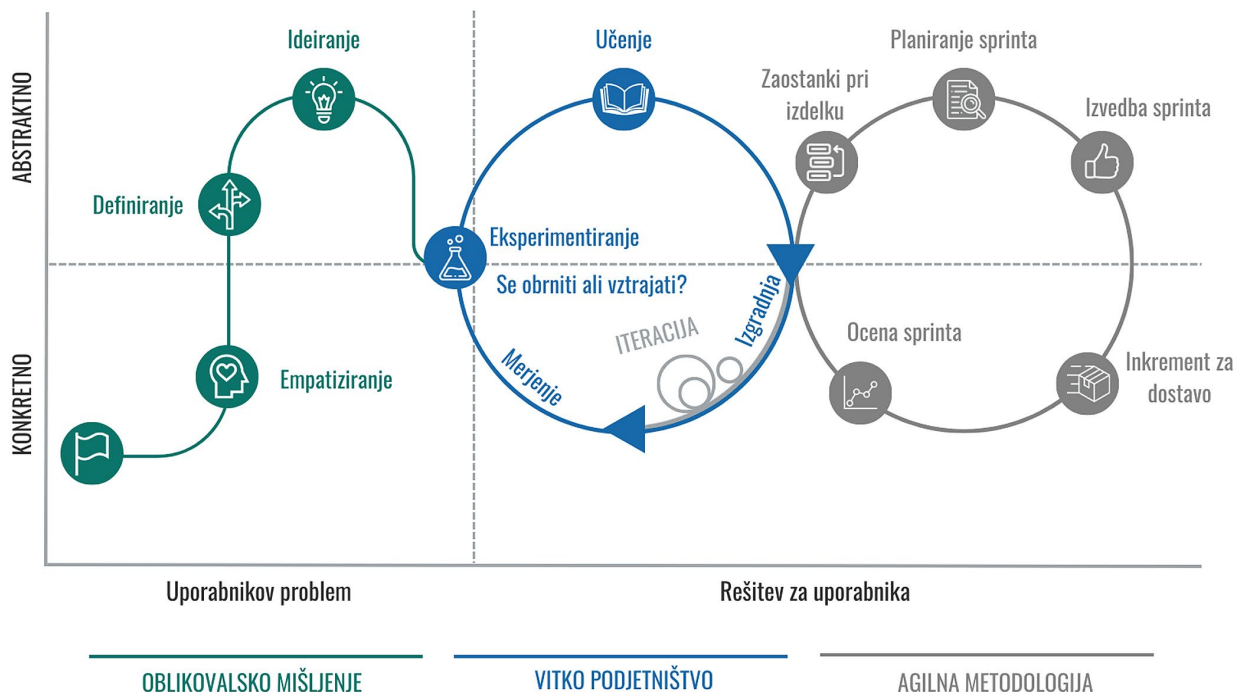 Ideiranje
Učenje
Planiranje sprinta
Zaostanki pri
izdelku
Izvedba sprinta
ABSTRAKTNO
Definiranje
Eksperimentiranje
Se obrniti ali vztrajati?
Izgradnja
ITERACIJA
Merjenje
Ocena sprinta
Inkrement za
dostavo
KONKRETNO
Empatiziranje
Uporabnikov problem
Rešitev za uporabnika
OBLIKOVALSKO MIŠLJENJE
VITKO PODJETNIŠTVO
AGILNA METODOLOGIJA